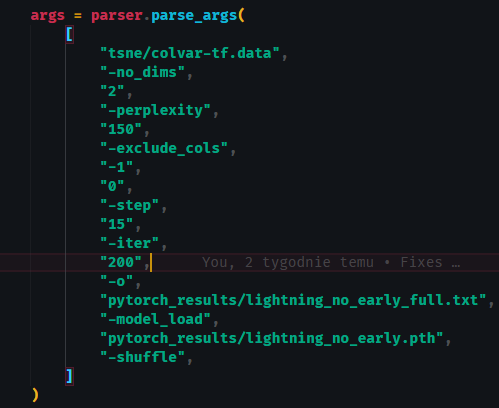 args = parser.parse_args(
[
"tsne/colvar-tf.data",
"-no_dims",
"2",
"-perplexity",
"150",
"-exclude_cols",
"-1",
"0",
"-step",
"15",
"-iter",
"200", You, 2 tygodnie temu • Fixes …
"-o",
"pytorch_results/lightning_no_early_full.txt",
"-model_load",
"pytorch_results/lightning_no_early.pth",
"-shuffle",
]
)